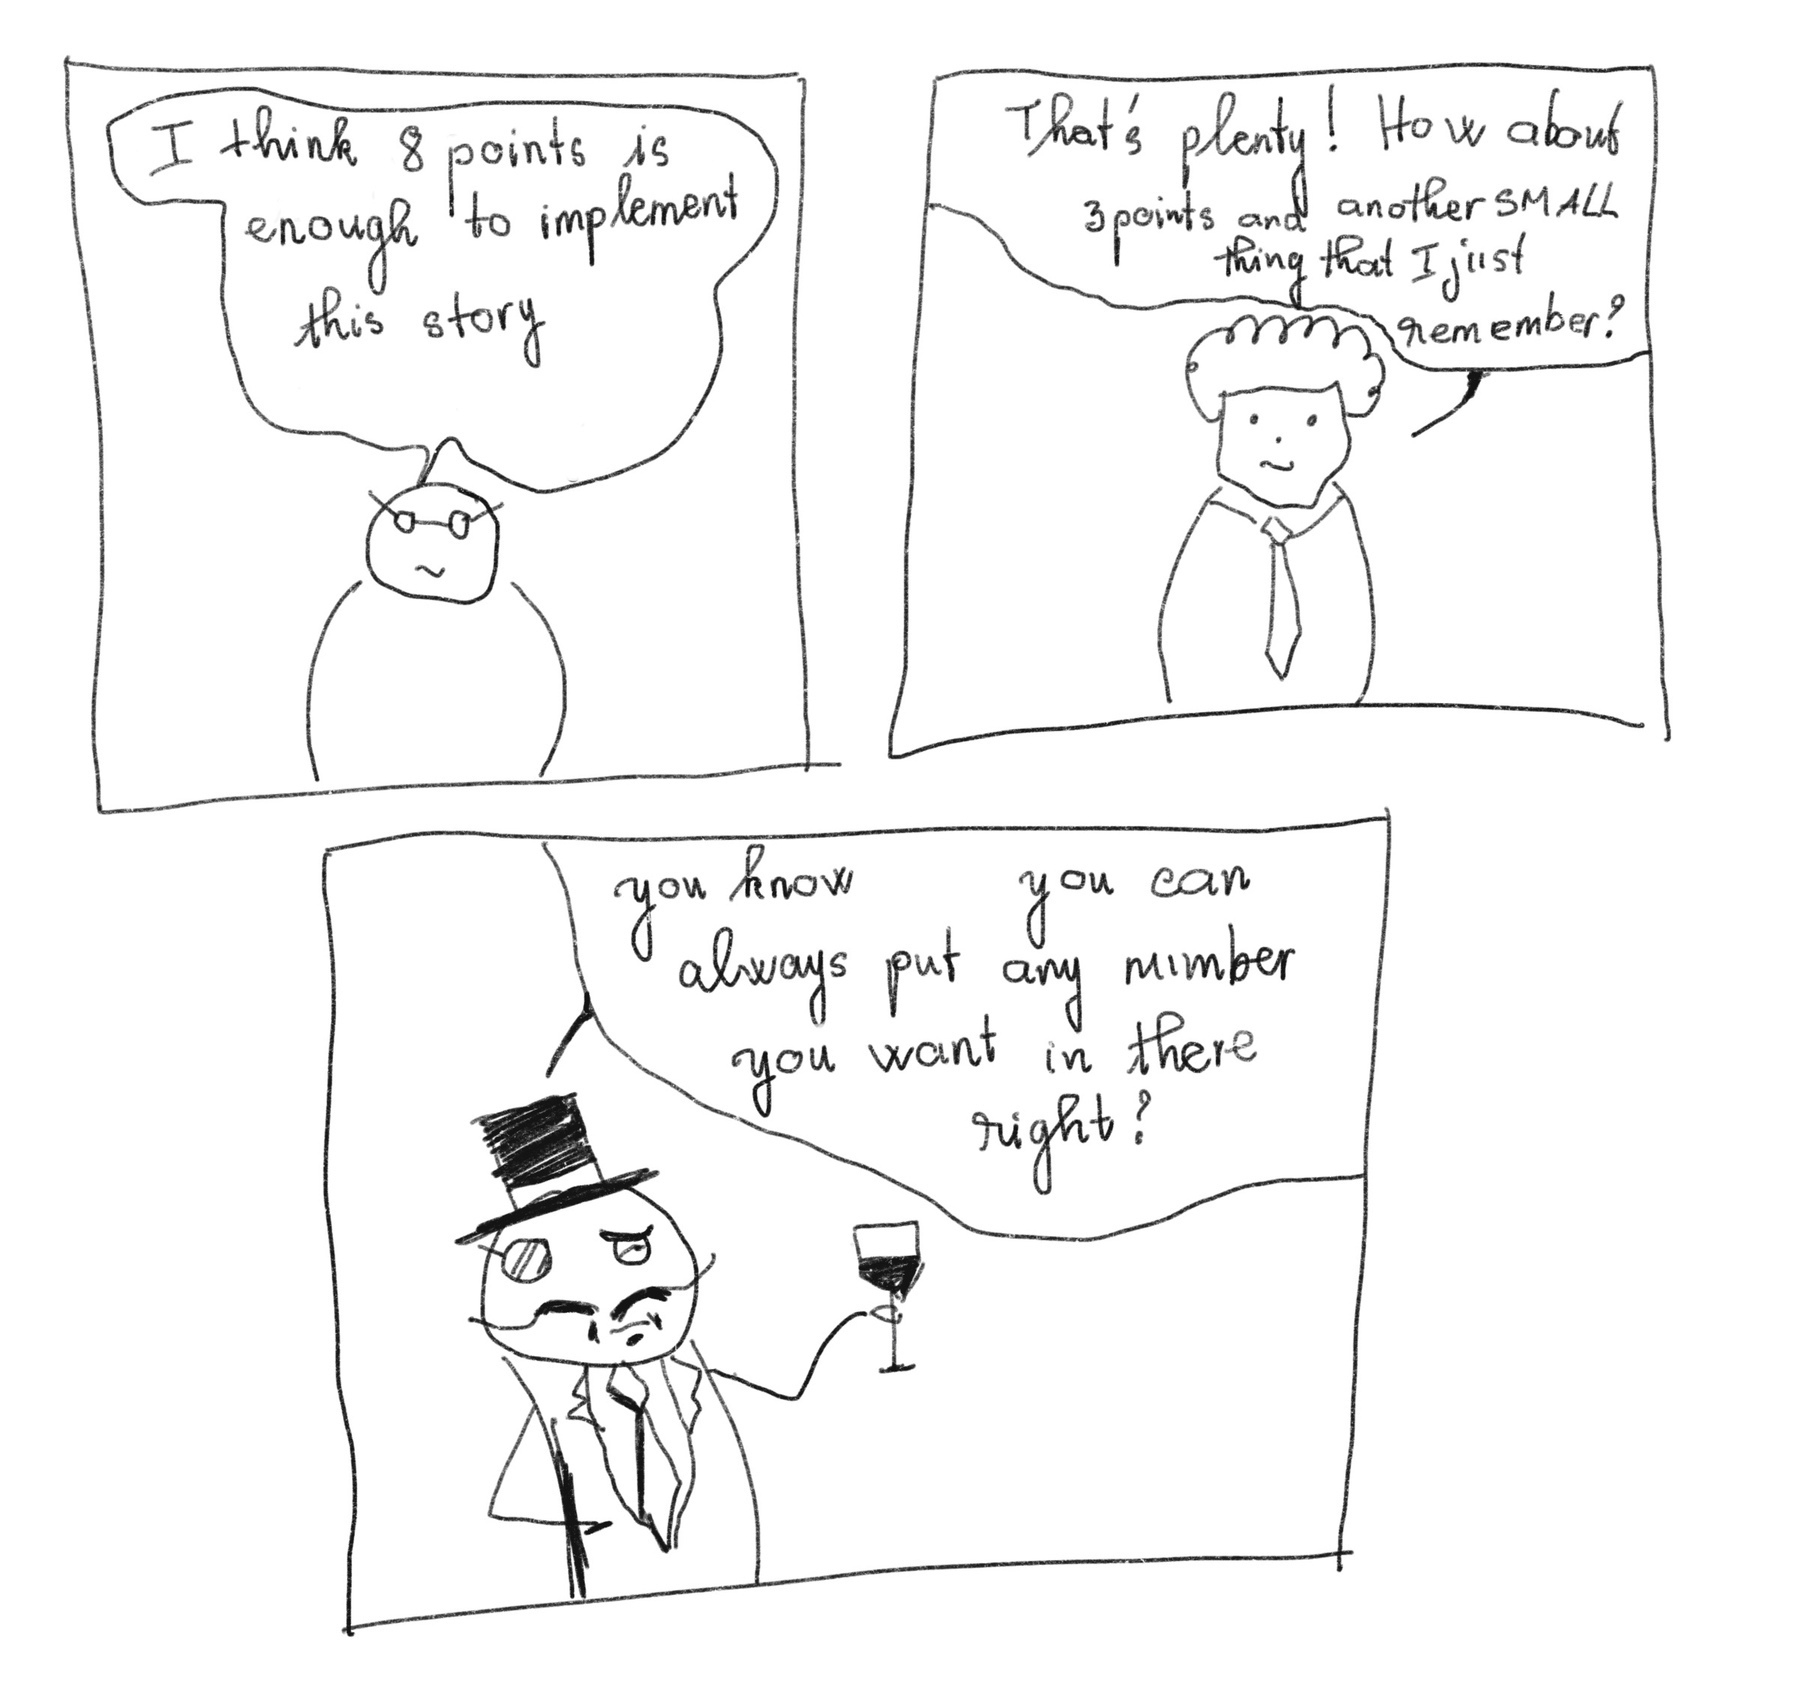 I think 8 points is
enough to implement
this story
That's plenty! How about
3 points and another SMALL
thing that I just
remember?
you know you can
always put any number
you want in there
right?